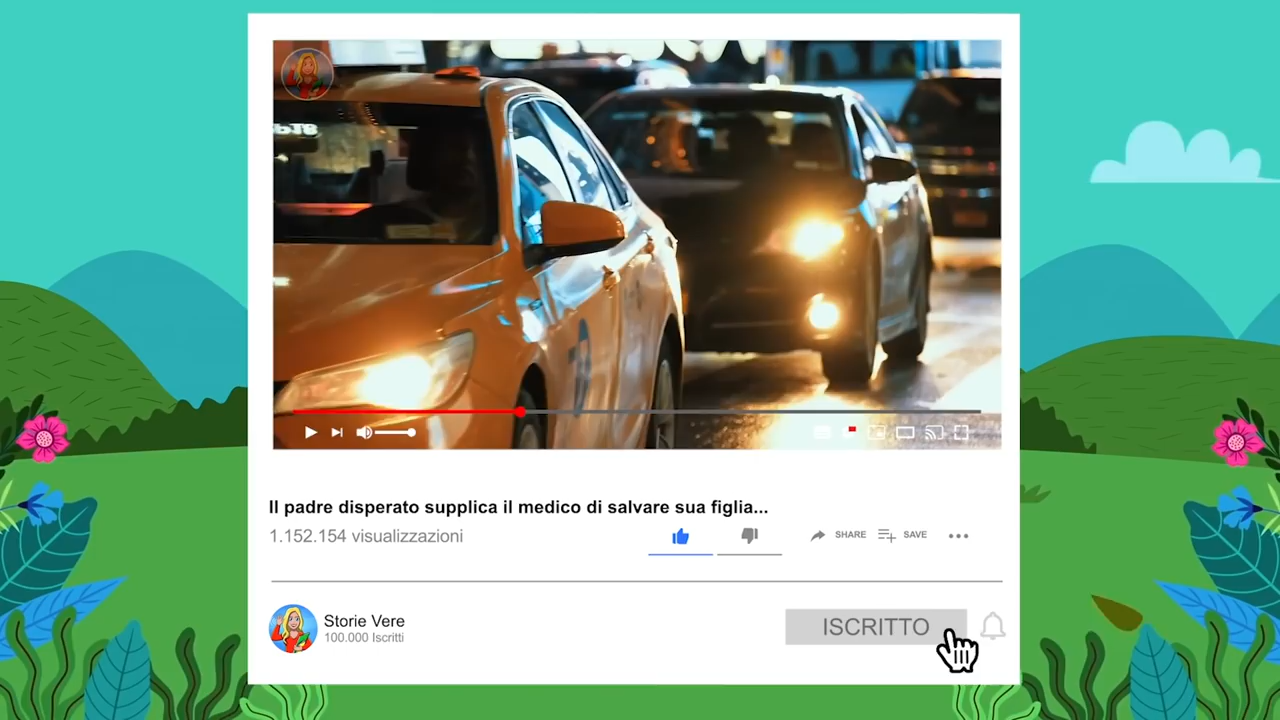 Il padre disperato supplica il medico di salvare sua figlia...
1.152.154 visualizzazioni
SHARE
SAVE
Storie Vere
100.000 Iscritti
ISCRITTO